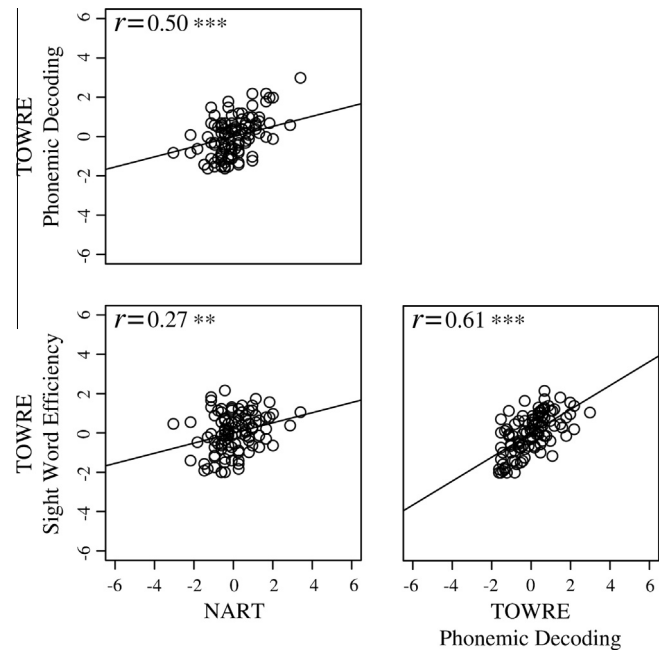 r=0.50 ***
TOWRE
Phonemic Decoding
6
4
2
0
-2
-4
-6
r=0.27 **
TOWRE
Sight Word Efficiency
6
4
2
0
-2
-4
-6
-6 -4 -2 0 2 4 6
NART
r=0.61 ***
-6 -4 -2 0 2 4 6
TOWRE
Phonemic Decoding